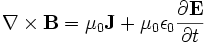 ∇ × B = μ₀J + μ₀ϵ₀ ∂E/∂t